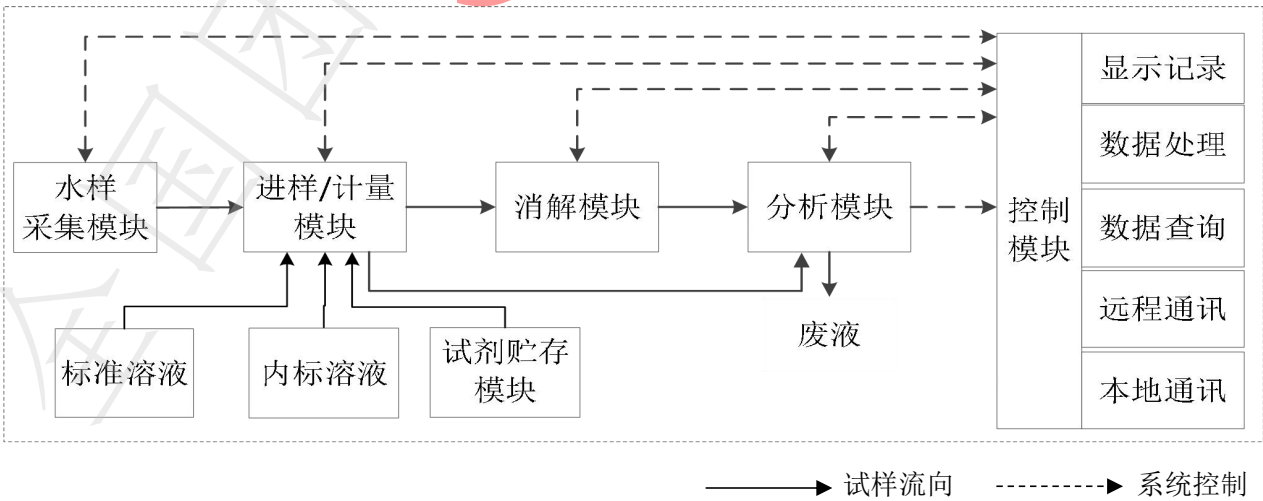 水样
采集模块
进样/计量
模块
消解模块
分析模块
控制
模块
显示记录
数据处理
数据查询
远程通讯
本地通讯
标准溶液
内标溶液
试剂贮存
模块
废液
试样流向
系统控制
全国